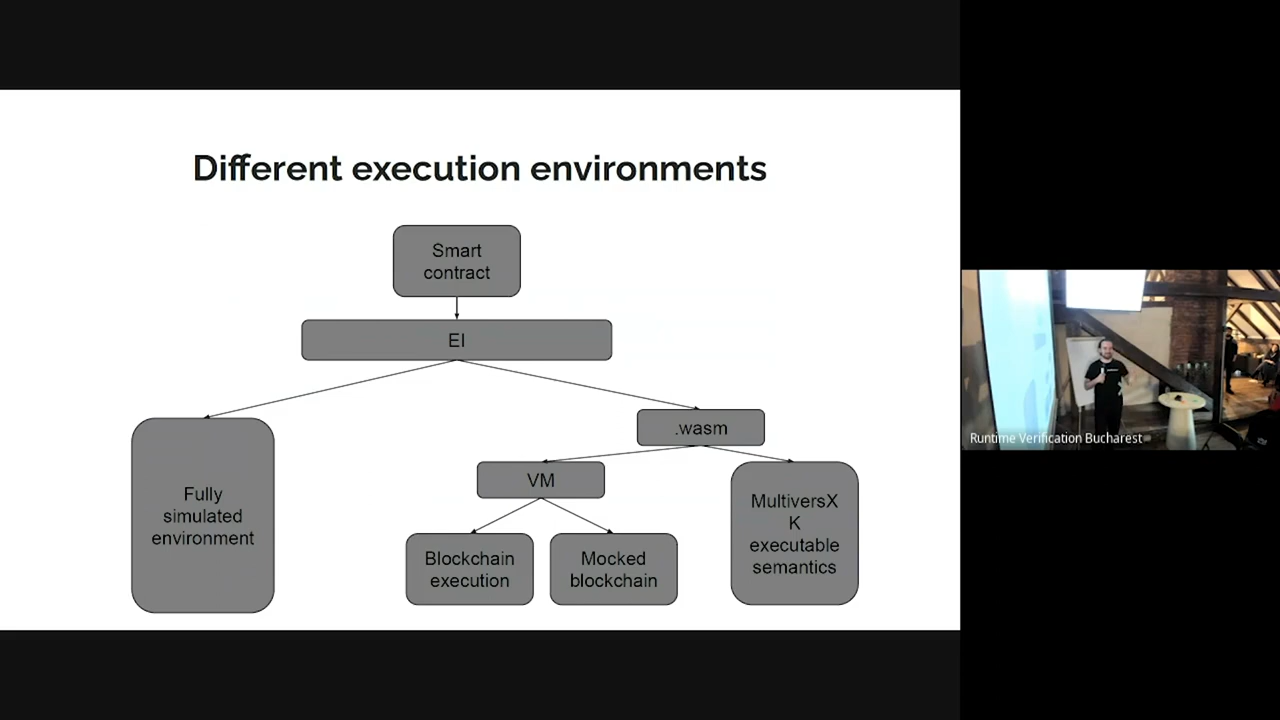 Different execution environments
Smart
contract
EI
.wasm
VM
Fully
simulated
environment
Blockchain
execution
Mocked
blockchain
MultiversX
K
executable
semantics
Runtime Verification Bucharest